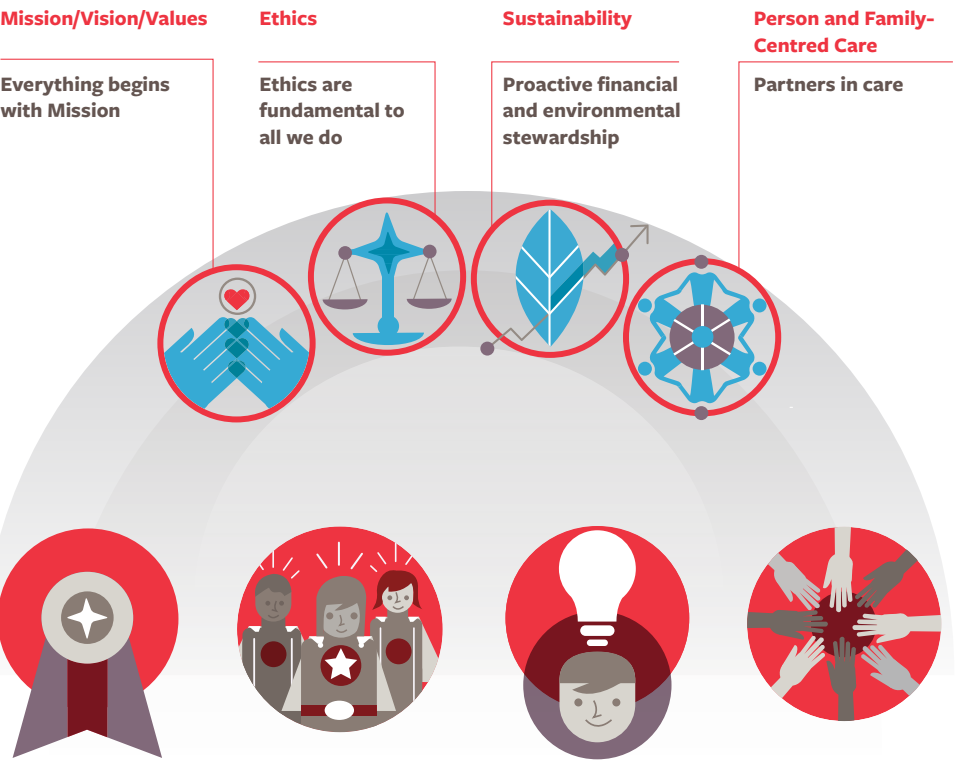 Mission/Vision/Values
Everything begins
with Mission
Ethics
Ethics are
fundamental to
all we do
Sustainability
Proactive financial
and environmental
stewardship
Person and Family-
Centred Care
Partners in care